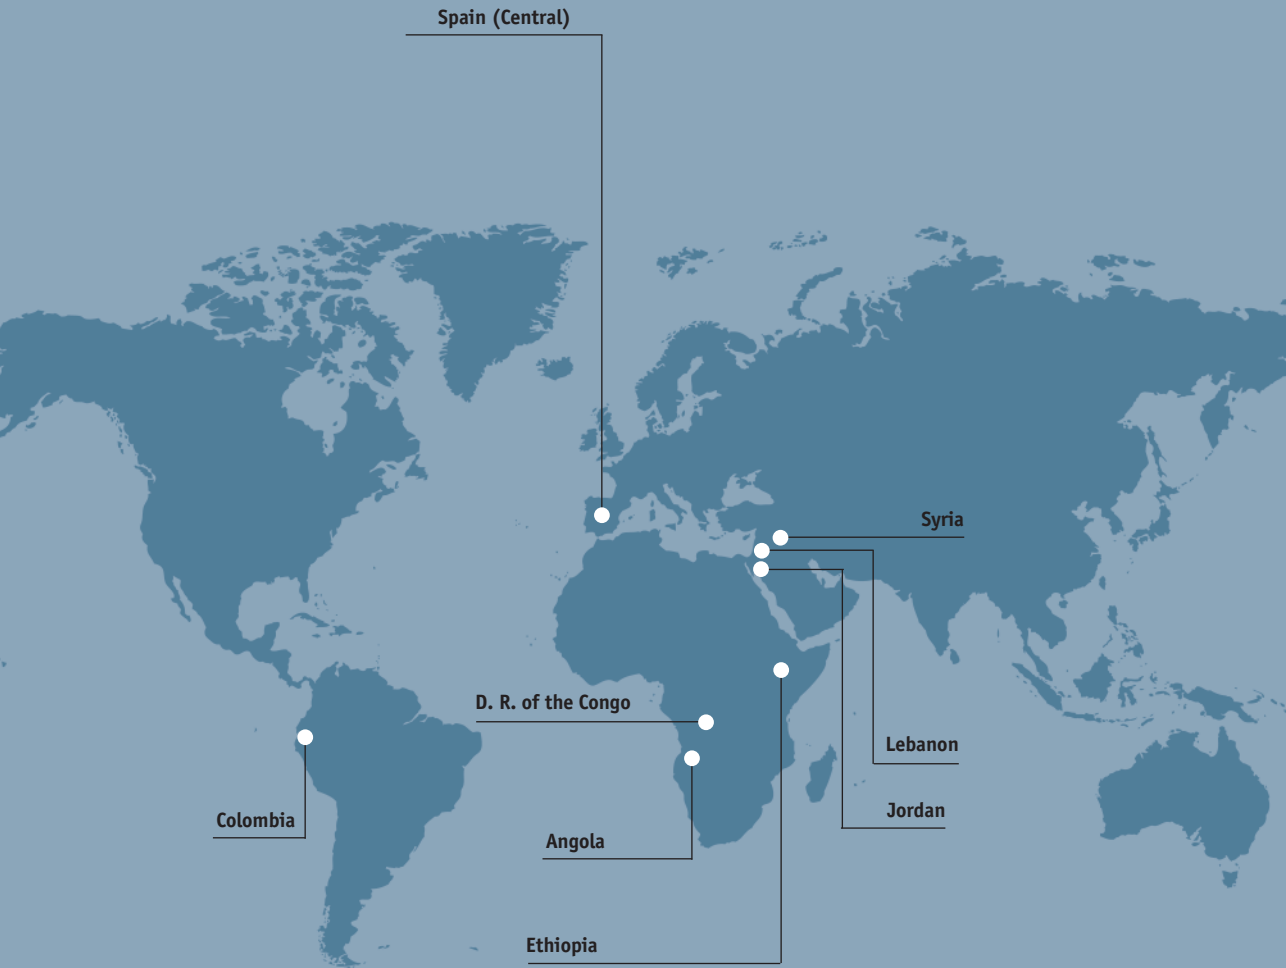 Spain (Central)
Syria
D. R. of the Congo
Lebanon
Jordan
Colombia
Angola
Ethiopia